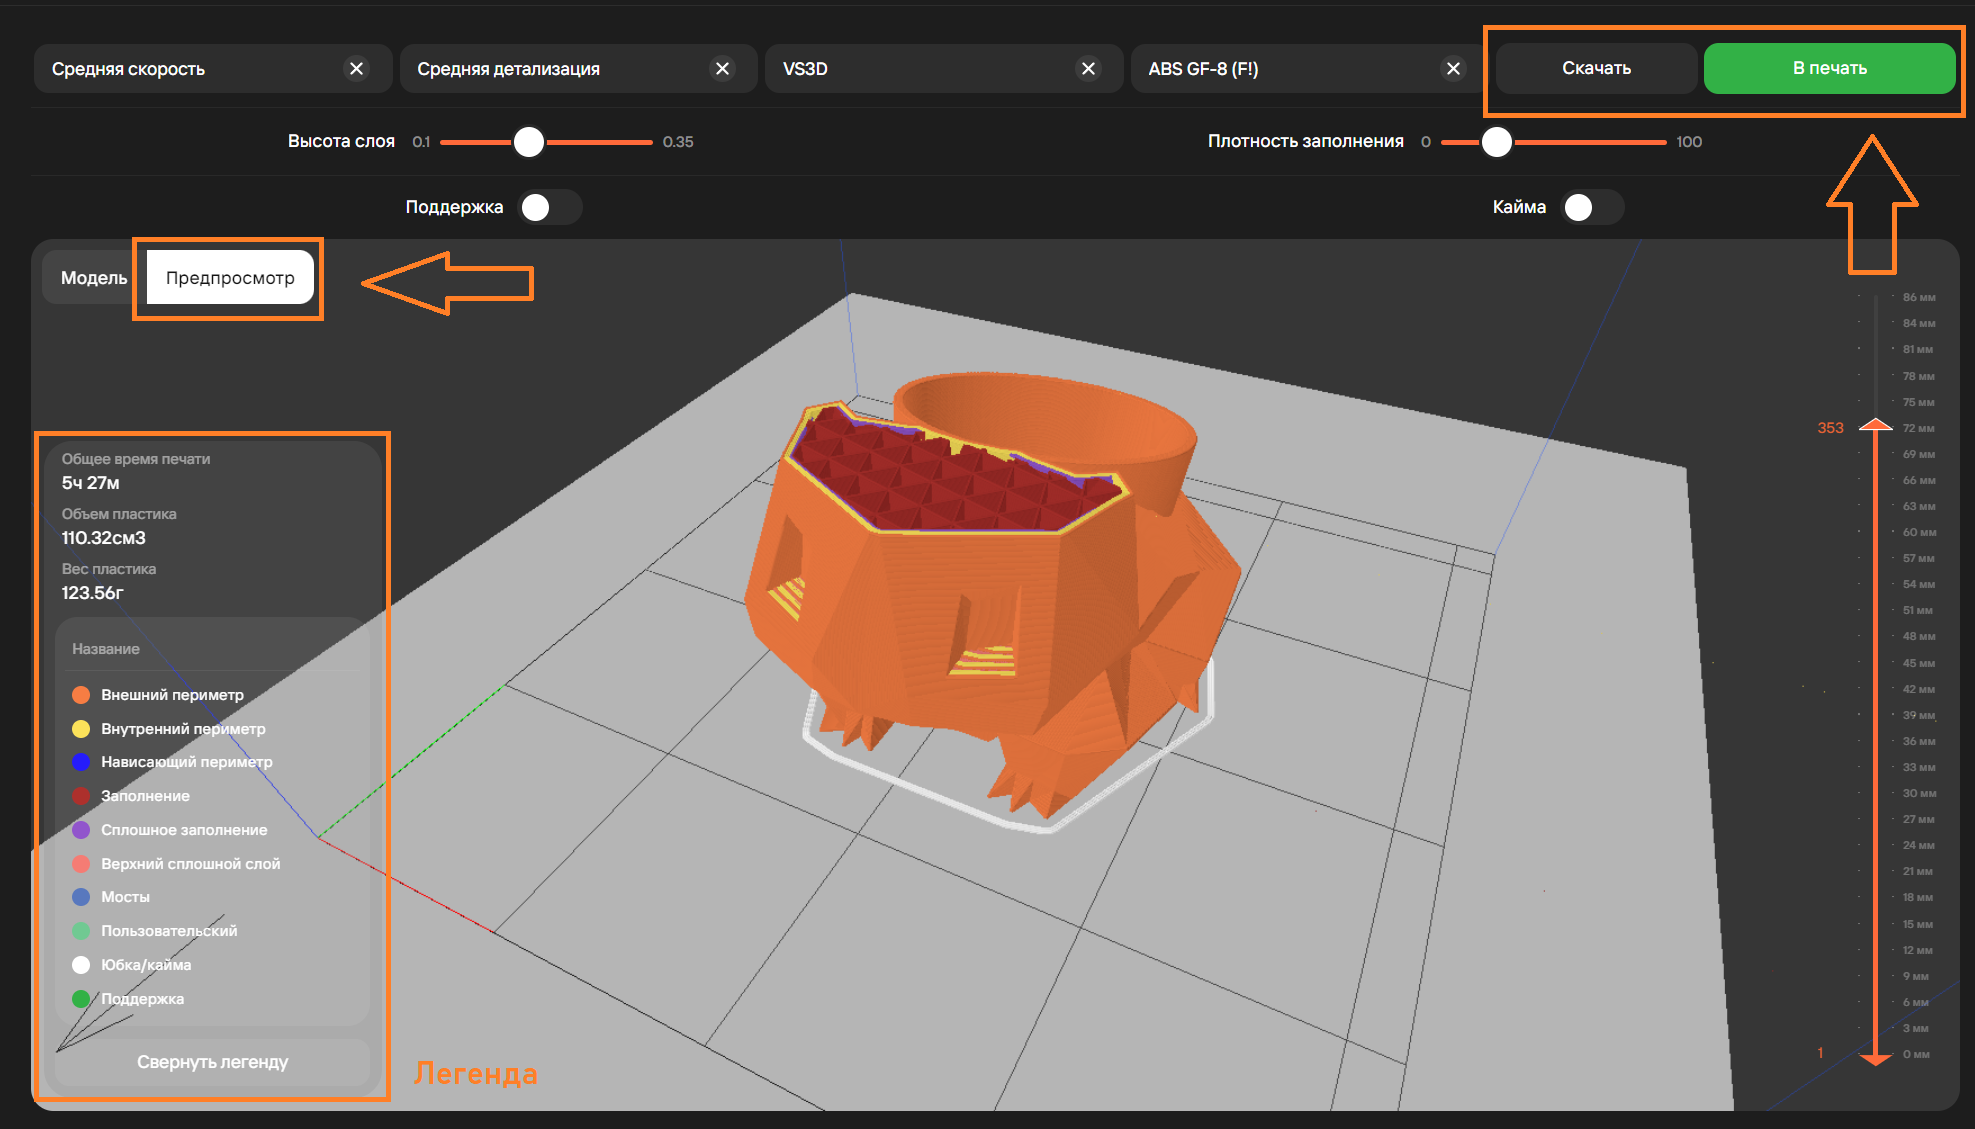 Средняя скорость
Средняя детализация
VS3D
ABS GF-8 (F!)
Скачать
В печать
Высота слоя 0.1 0.35
Плотность заполнения 0 100
Поддержка
Кайма
Модель
Предпросмотр
Общее время печати
5ч 27м
Объем пластика
110.32см3
Вес пластика
123.56г
Название
Внешний периметр
Внутренний периметр
Нависающий периметр
Заполнение
Сплошное заполнение
Верхний сплошной слой
Мосты
Пользовательский
Юбка/кайма
Поддержка
Свернуть легенду
Легенда
86 мм
84 мм
81 мм
78 мм
75 мм
353 72 мм
69 мм
66 мм
63 мм
60 мм
57 мм
54 мм
51 мм
48 мм
45 мм
42 мм
39 мм
36 мм
33 мм
30 мм
27 мм
24 мм
21 мм
18 мм
15 мм
12 мм
9 мм
6 мм
3 мм
1 0 мм